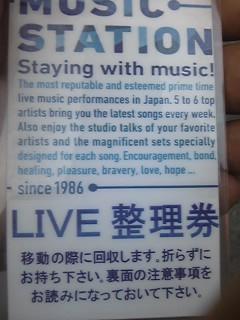 MUSIC
STATION
Staying with music!
The most reputable and esteemed prime time
live music performances in Japan. 5 to 6 top
artists bring you the latest songs every week.
Also enjoy the studio talks of your favorite
artists and the magnificent sets specially
designed for each song. Encouragement, bond,
healing, pleasure, bravery, love, hope ...
since 1986
LIVE 整理券
移動の際に回収します。折らずに
お持ち下さい。裏面の注意事項を
お読みになっておいて下さい。